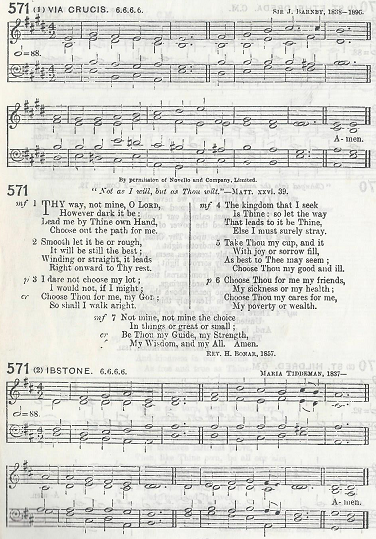 571 (1) VIA CRUCIS. 6.6.6.6. SIR J. BARNBY, 1838—1896.
=88.
A-men.
By permission of Novello and Company, Limited.
571 "Not as I will, but as Thou wilt."—MATT. xxvi. 39.
mf 1 THY way, not mine, O LORD,
However dark it be:
Lead me by Thine own Hand,
Choose out the path for me.
2 Smooth let it be or rough,
It will be still the best;
Winding or straight, it leads
Right onward to Thy rest.
p 3 I dare not choose my lot;
I would not, if I might;
cr Choose Thou for me, my GOD:
So shall I walk aright.
mf 4 The kingdom that I seek
Is Thine: so let the way
That leads to it be Thine,
Else I must surely stray.
5 Take Thou my cup, and it
With joy or sorrow fill,
As best to Thee may seem;
Choose Thou my good and ill.
p 6 Choose Thou for me my friends,
My sickness or my health;
Choose Thou my cares for me,
My poverty or wealth.
mf 7 Not mine, not mine the choice
In things or great or small;
cr Be Thou my Guide, my Strength,
My Wisdom, and my All. Amen.
REV. H. BONAR, 1857.
571 (2) IBSTONE. 6.6.6.6. MARIA TIDDEMAN, 1837—
=88.
A-men.